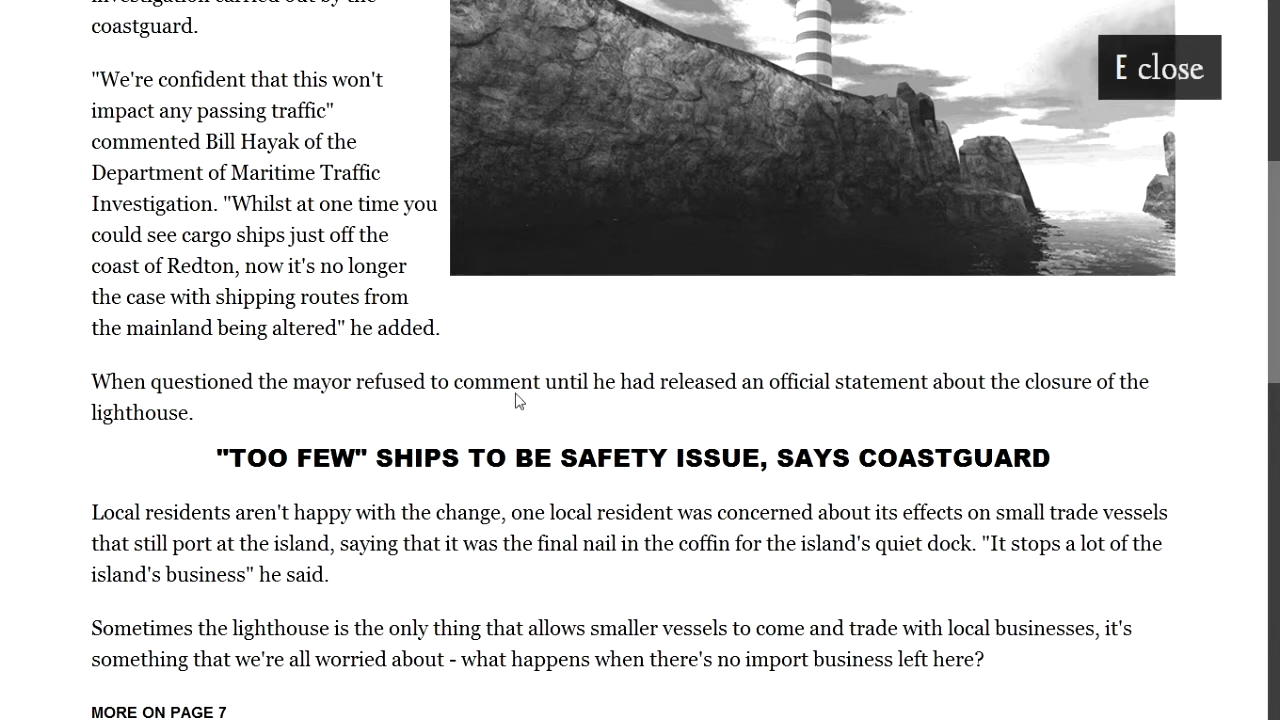 coastguard.
"We're confident that this won't
impact any passing traffic"
commented Bill Hayak of the
Department of Maritime Traffic
Investigation. "Whilst at one time you
could see cargo ships just off the
coast of Redton, now it's no longer
the case with shipping routes from
the mainland being altered" he added.
E close
When questioned the mayor refused to comment until he had released an official statement about the closure of the
lighthouse.
"TOO FEW" SHIPS TO BE SAFETY ISSUE, SAYS COASTGUARD
Local residents aren't happy with the change, one local resident was concerned about its effects on small trade vessels
that still port at the island, saying that it was the final nail in the coffin for the island's quiet dock. "It stops a lot of the
island's business" he said.
Sometimes the lighthouse is the only thing that allows smaller vessels to come and trade with local businesses, it's
something that we're all worried about - what happens when there's no import business left here?
MORE ON PAGE 7